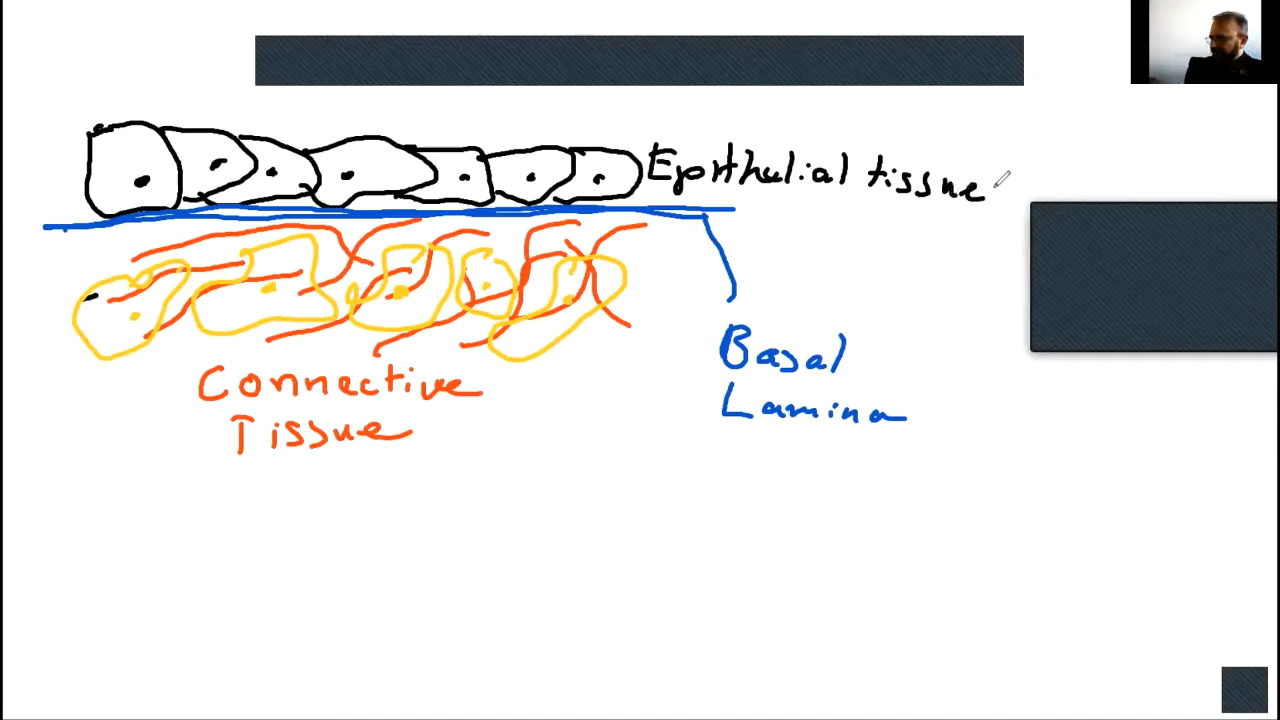 Epithelial tissue
Basal
Lamina
Connective
Tissue